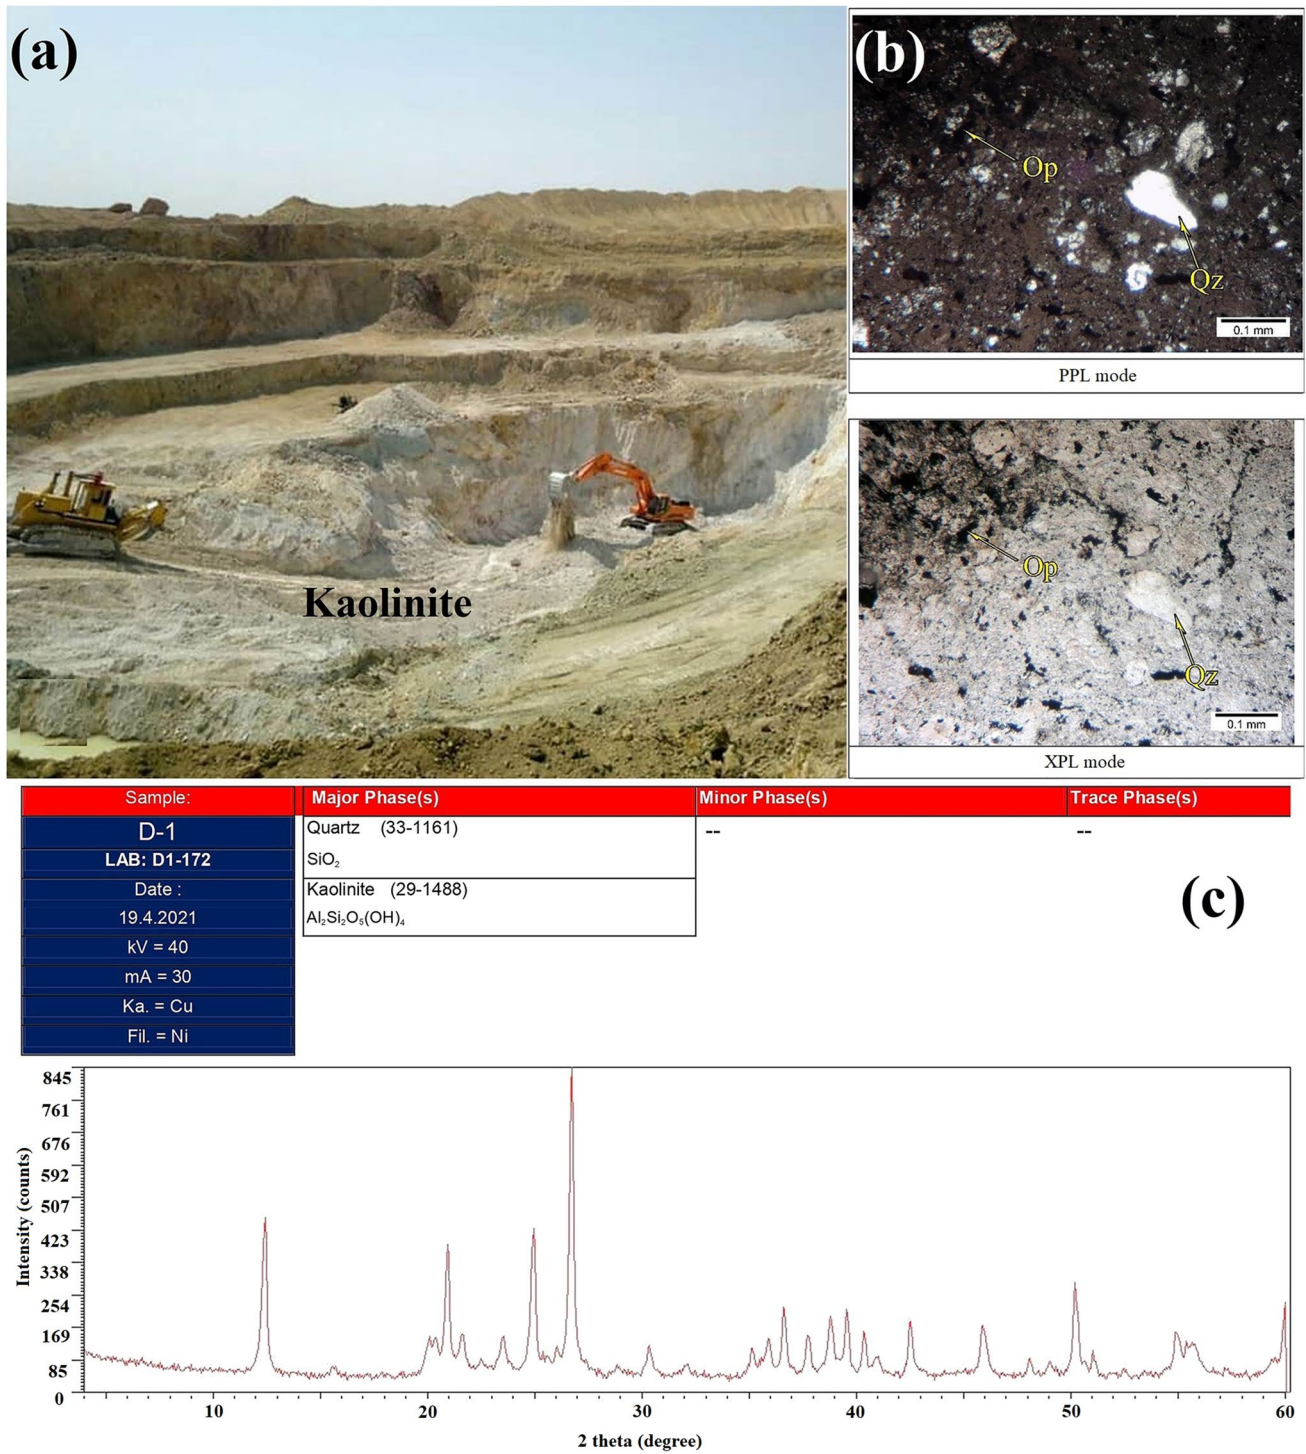 (a)
Kaolinite
(b)
Op
Qz
0.1 mm
PPL mode
Op
Qz
0.1 mm
XPL mode
Sample: Major Phase(s) Minor Phase(s) Trace Phase(s)
D-1 Quartz (33-1161) -- --
LAB: D1-172 SiO₂
Date : Kaolinite (29-1488)
19.4.2021 Al₂Si₂O₅(OH)₄
(c)
kV = 40
mA = 30
Ka. = Cu
Fil. = Ni
Intensity (counts)
845
761
676
592
507
423
338
254
169
85
0
10 20 30 40 50 60
2 theta (degree)